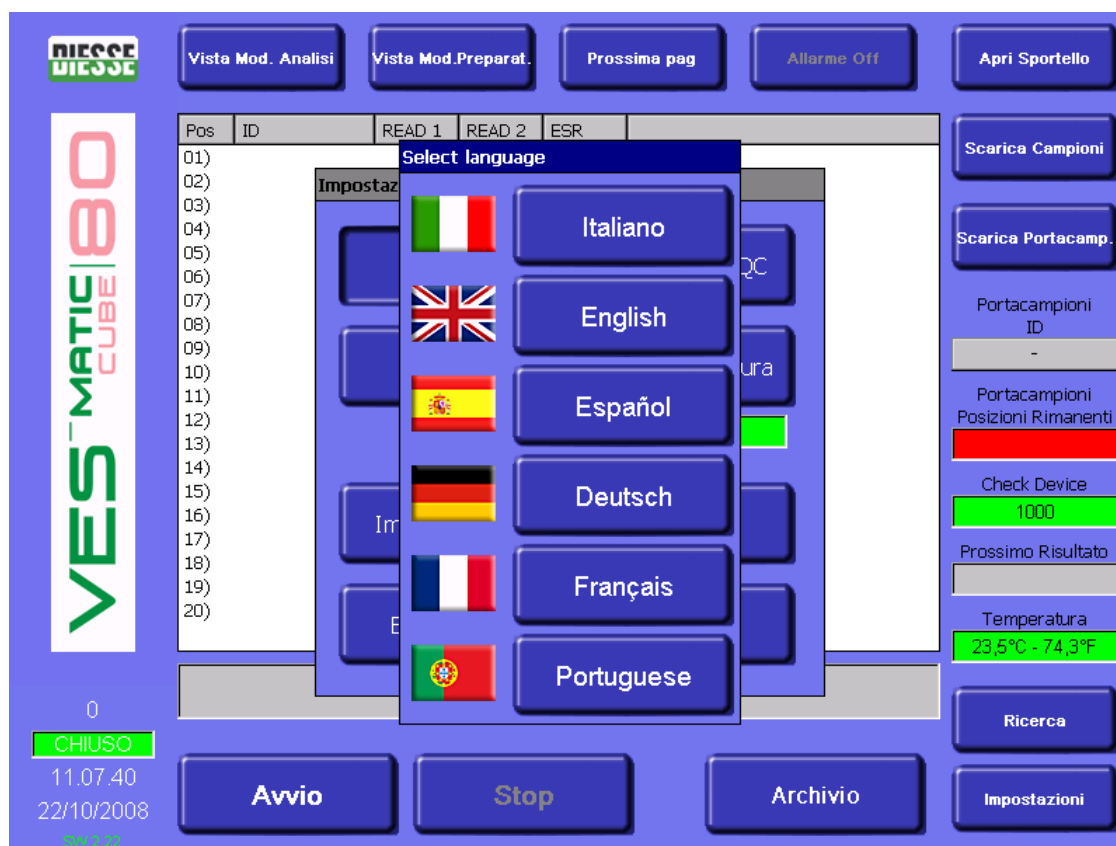 DIESSE
Vista Mod. Analisi
Vista Mod.Preparat.
Prossima pag
Allarme Off
Apri Sportello
VES-MATIC CUBE 80
Pos ID READ 1 READ 2 ESR
01)
02)
03)
04)
05)
06)
07)
08)
09)
10)
11)
12)
13)
14)
15)
16)
17)
18)
19)
20)
Impostaz
QC
ura
Im
E
Select language
Italiano
English
Español
Deutsch
Français
Portuguese
Scarica Campioni
Scarica Portacamp.
Portacampioni
ID
-
Portacampioni
Posizioni Rimanenti
Check Device
1000
Prossimo Risultato
Temperatura
23,5°C - 74,3°F
Ricerca
Impostazioni
0
CHIUSO
11.07.40
22/10/2008
Avvio
Stop
Archivio